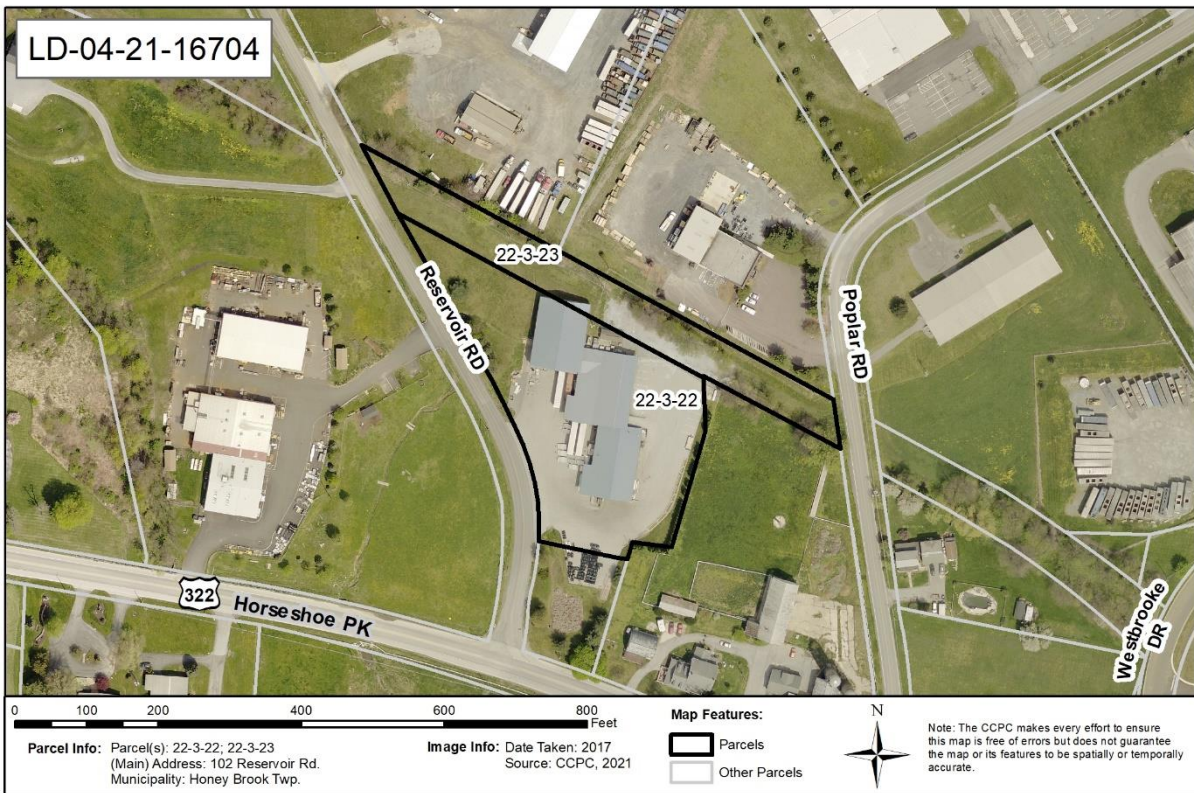 LD-04-21-16704
22-3-23
Reservoir RD
Poplar RD
22-3-22
322
Horseshoe PK
Westbrooke
DR
0 100 200 400 600 800
Feet
Parcel Info: Parcel(s): 22-3-22; 22-3-23
(Main) Address: 102 Reservoir Rd.
Municipality: Honey Brook Twp.
Image Info: Date Taken: 2017
Source: CCPC, 2021
Map Features:
Parcels
Other Parcels
N
Note: The CCPC makes every effort to ensure
this map is free of errors but does not guarantee
the map or its features to be spatially or temporally
accurate.